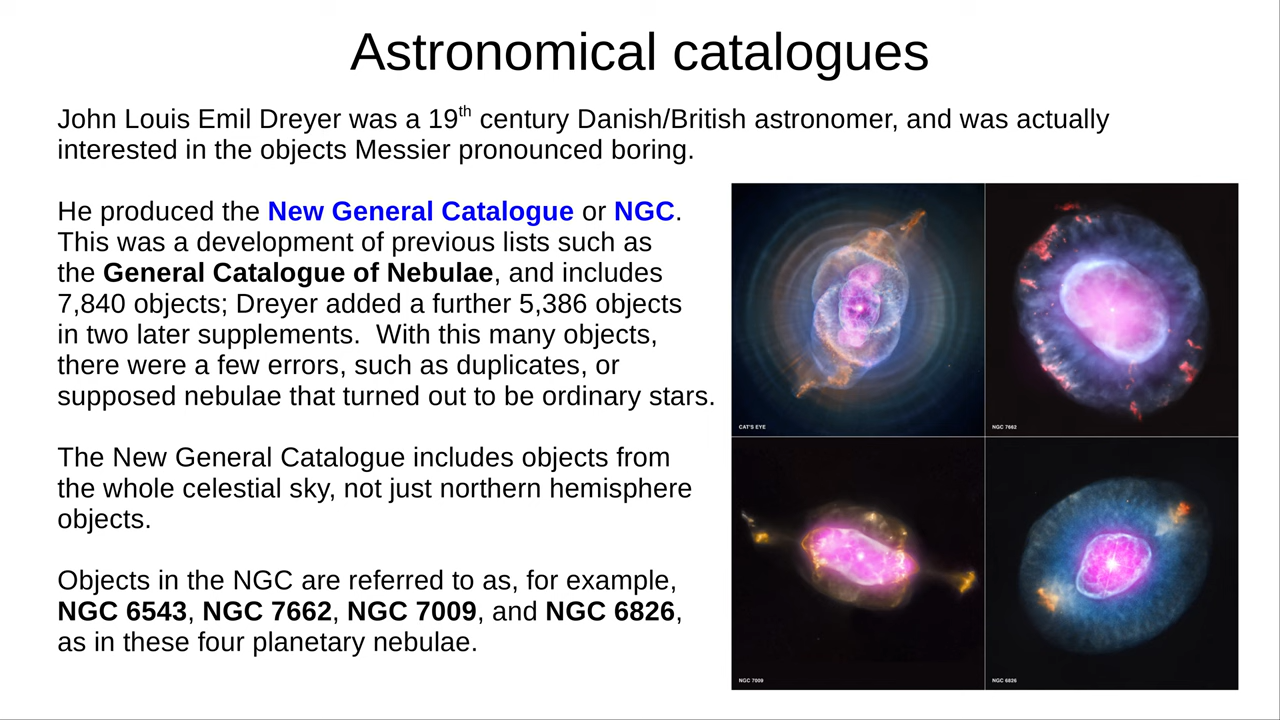 Astronomical catalogues
John Louis Emil Dreyer was a 19th century Danish/British astronomer, and was actually
interested in the objects Messier pronounced boring.
He produced the New General Catalogue or NGC.
This was a development of previous lists such as
the General Catalogue of Nebulae, and includes
7,840 objects; Dreyer added a further 5,386 objects
in two later supplements.  With this many objects,
there were a few errors, such as duplicates, or
supposed nebulae that turned out to be ordinary stars.
The New General Catalogue includes objects from
the whole celestial sky, not just northern hemisphere
objects.
Objects in the NGC are referred to as, for example,
NGC 6543, NGC 7662, NGC 7009, and NGC 6826,
as in these four planetary nebulae.
CAT'S EYE
NGC 7662
NGC 7009
NGC 6826